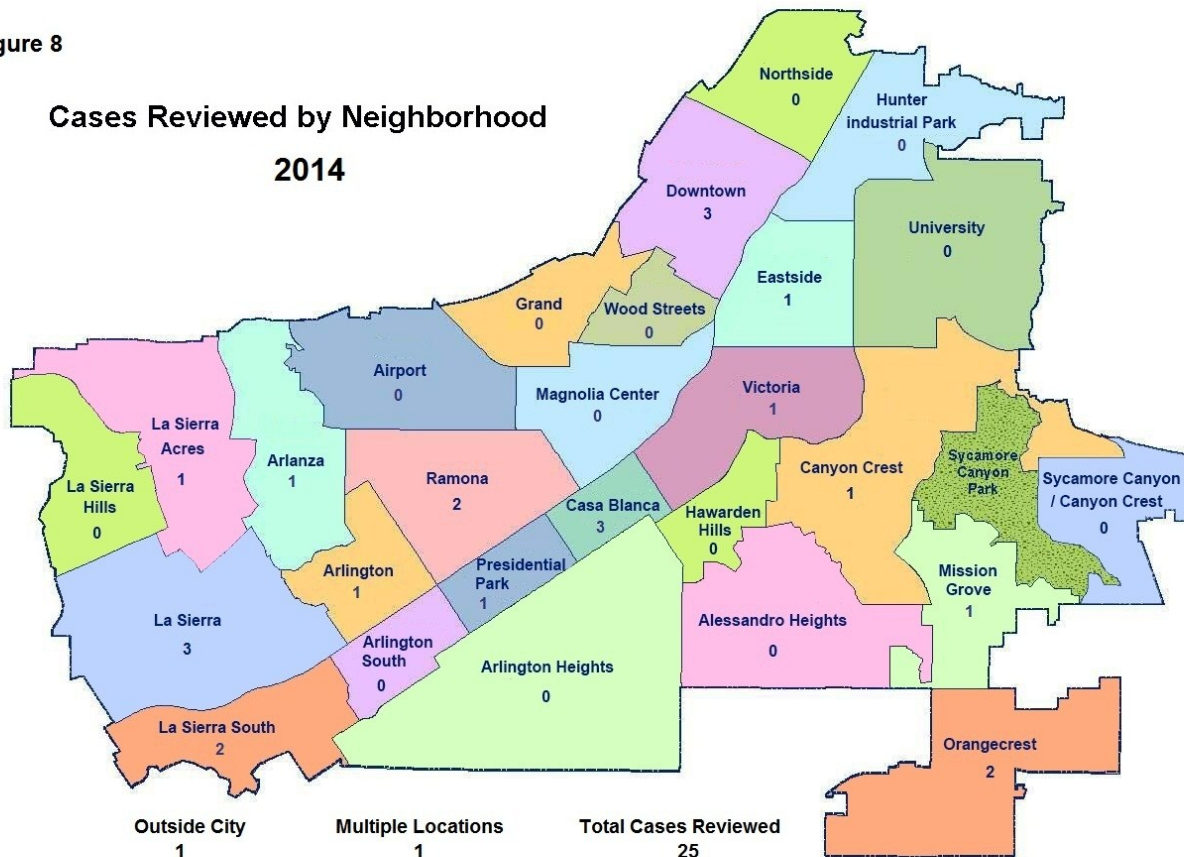 gure 8
Cases Reviewed by Neighborhood
2014
Northside
0
Hunter
industrial Park
0
Downtown
3
University
0
Eastside
1
Grand
0
Wood Streets
0
Airport
0
Magnolia Center
0
Victoria
1
La Sierra
Acres
1
Arlanza
1
La Sierra
Hills
0
Ramona
2
Casa Blanca
3
Hawarden
Hills
0
Canyon Crest
1
Sycamore
Canyon
Park
Sycamore Canyon
/ Canyon Crest
0
Arlington
1
Presidential
Park
1
Mission
Grove
1
La Sierra
3
Arlington
South
0
Arlington Heights
0
Alessandro Heights
0
La Sierra South
2
Orangecrest
2
Outside City
1
Multiple Locations
1
Total Cases Reviewed
25